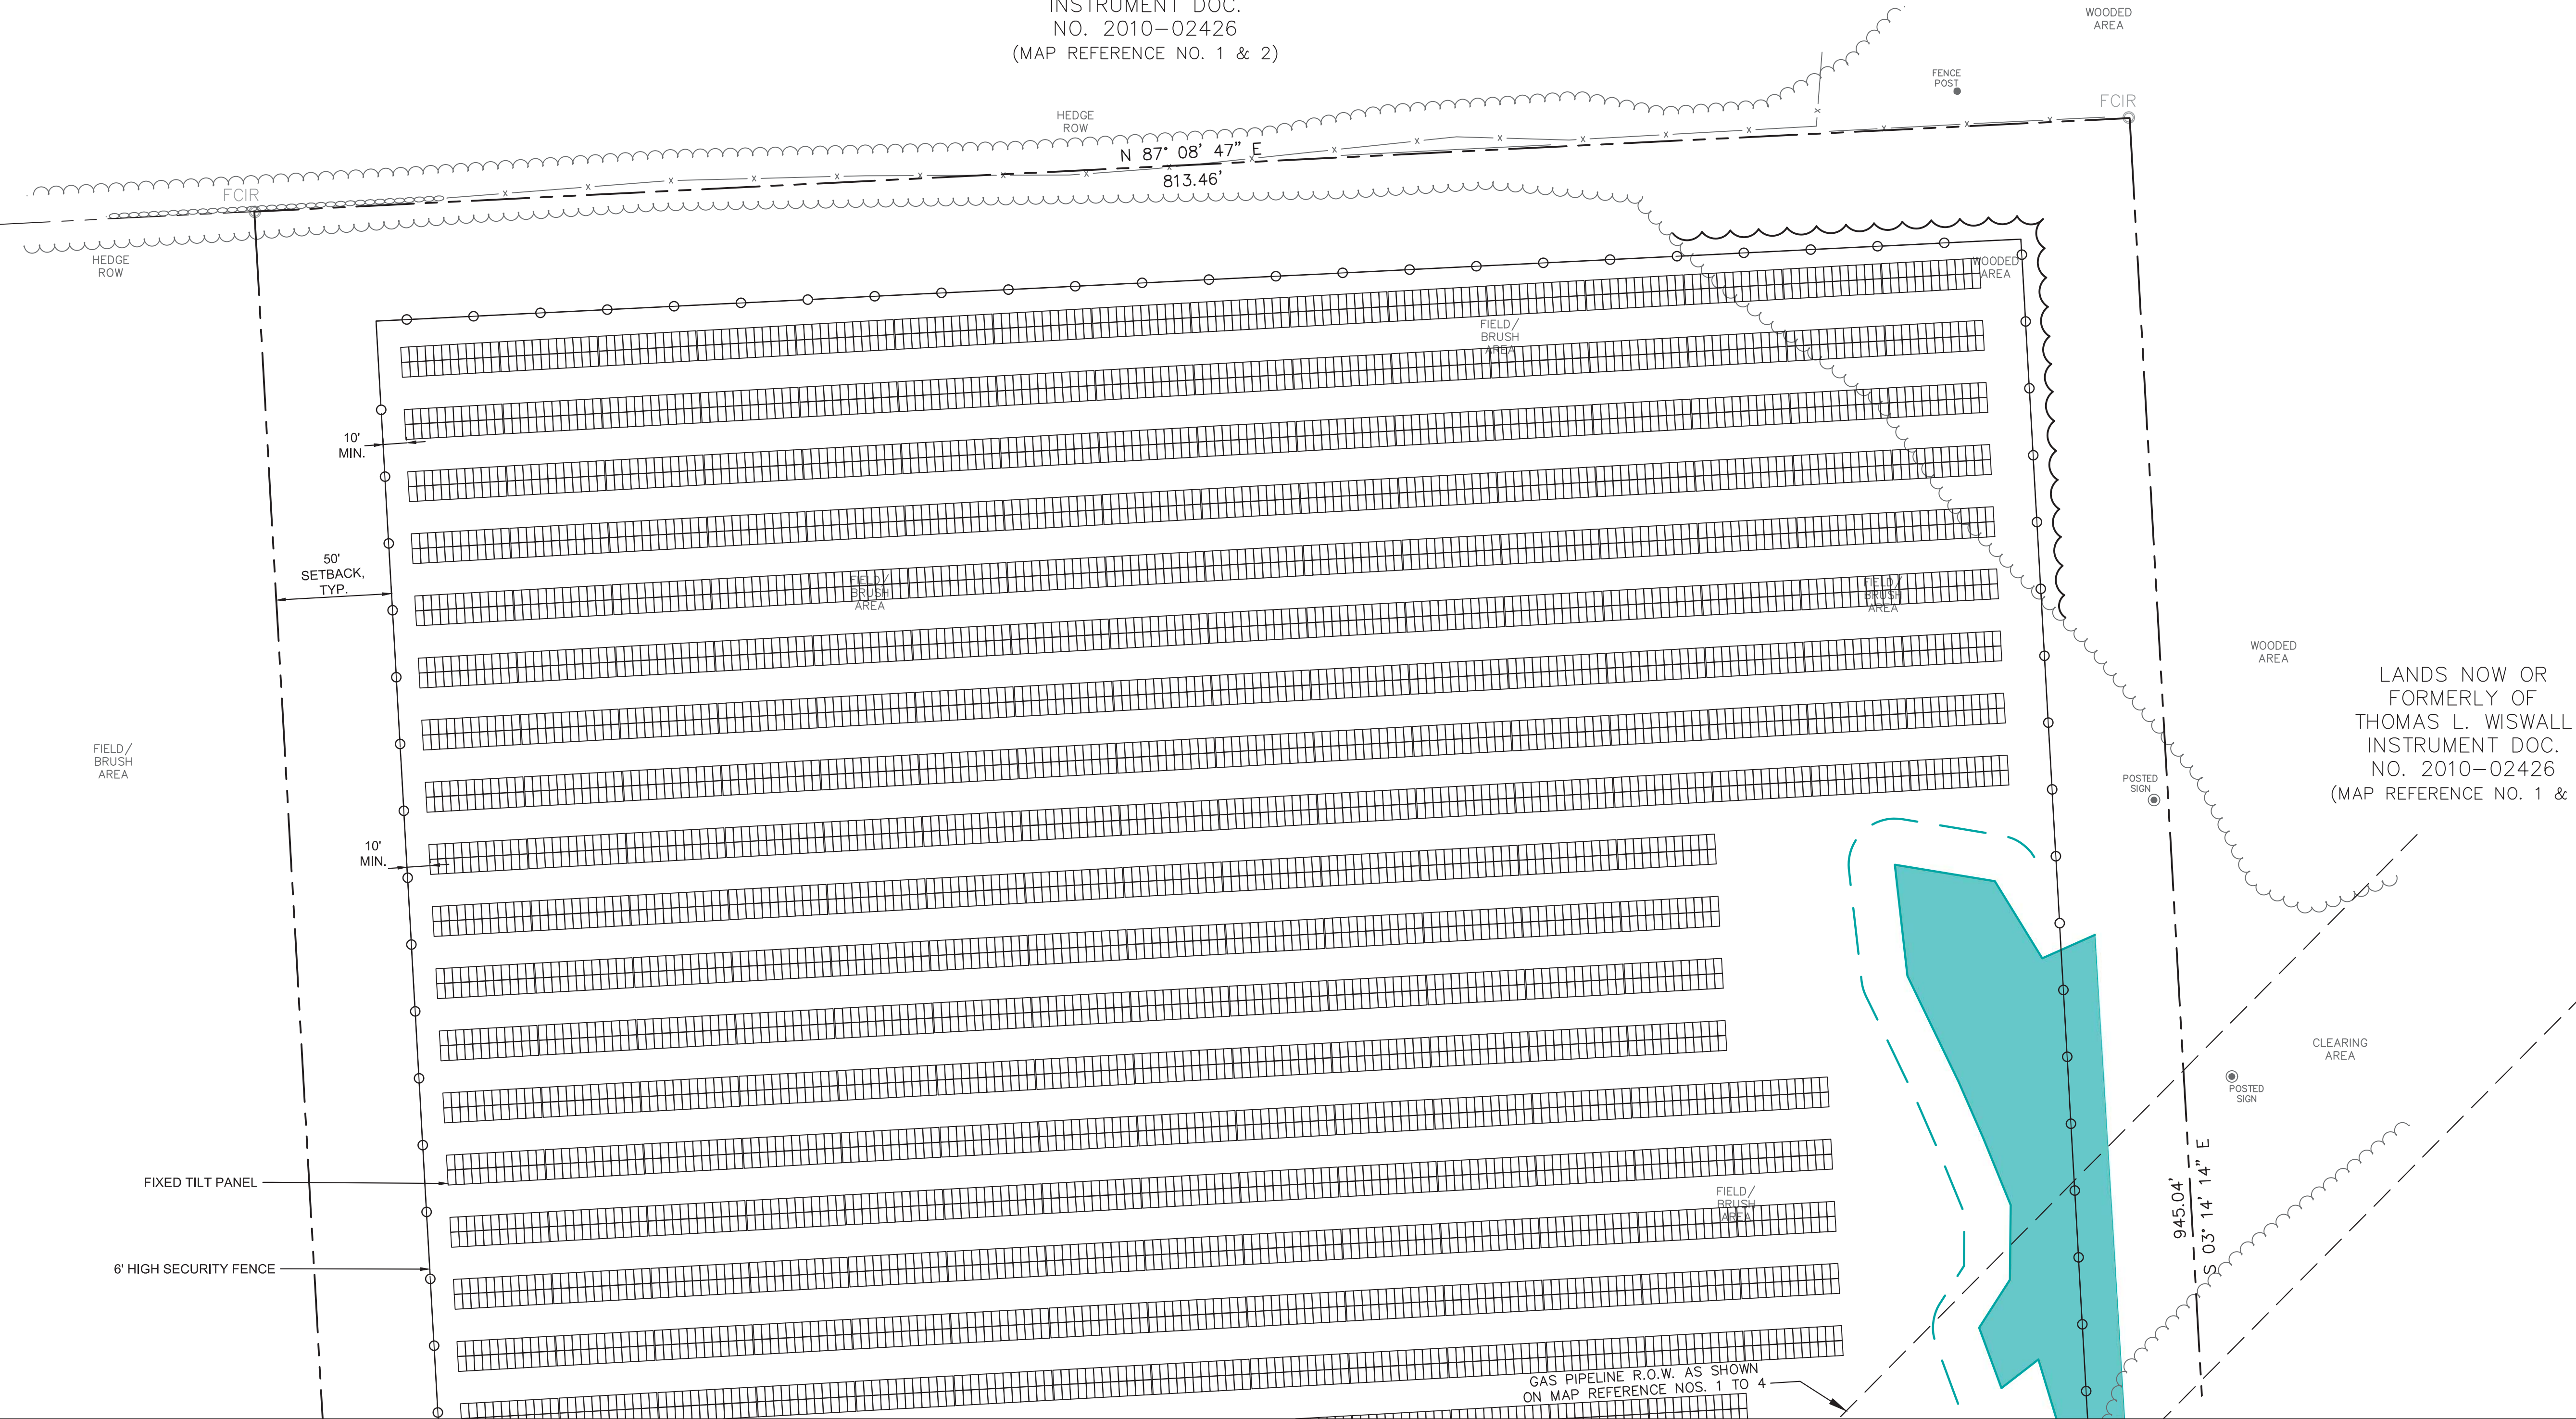 INSTRUMENT DOC.
NO. 2010-02426
(MAP REFERENCE NO. 1 & 2)
WOODED
AREA
FENCE
POST
FCIR
HEDGE
ROW
N 87° 08' 47" E
813.46'
FCIR
HEDGE
ROW
WOODED
AREA
FIELD/
BRUSH
AREA
10'
MIN.
50'
SETBACK,
TYP.
FIELD/
BRUSH
AREA
FIELD/
BRUSH
AREA
WOODED
AREA
LANDS NOW OR
FORMERLY OF
THOMAS L. WISWALL
INSTRUMENT DOC.
NO. 2010-02426
(MAP REFERENCE NO. 1 &
FIELD/
BRUSH
AREA
POSTED
SIGN
10'
MIN.
CLEARING
AREA
POSTED
SIGN
945.04'
S 03° 14' 14" E
FIXED TILT PANEL
FIELD/
BRUSH
AREA
6' HIGH SECURITY FENCE
GAS PIPELINE R.O.W. AS SHOWN
ON MAP REFERENCE NOS. 1 TO 4